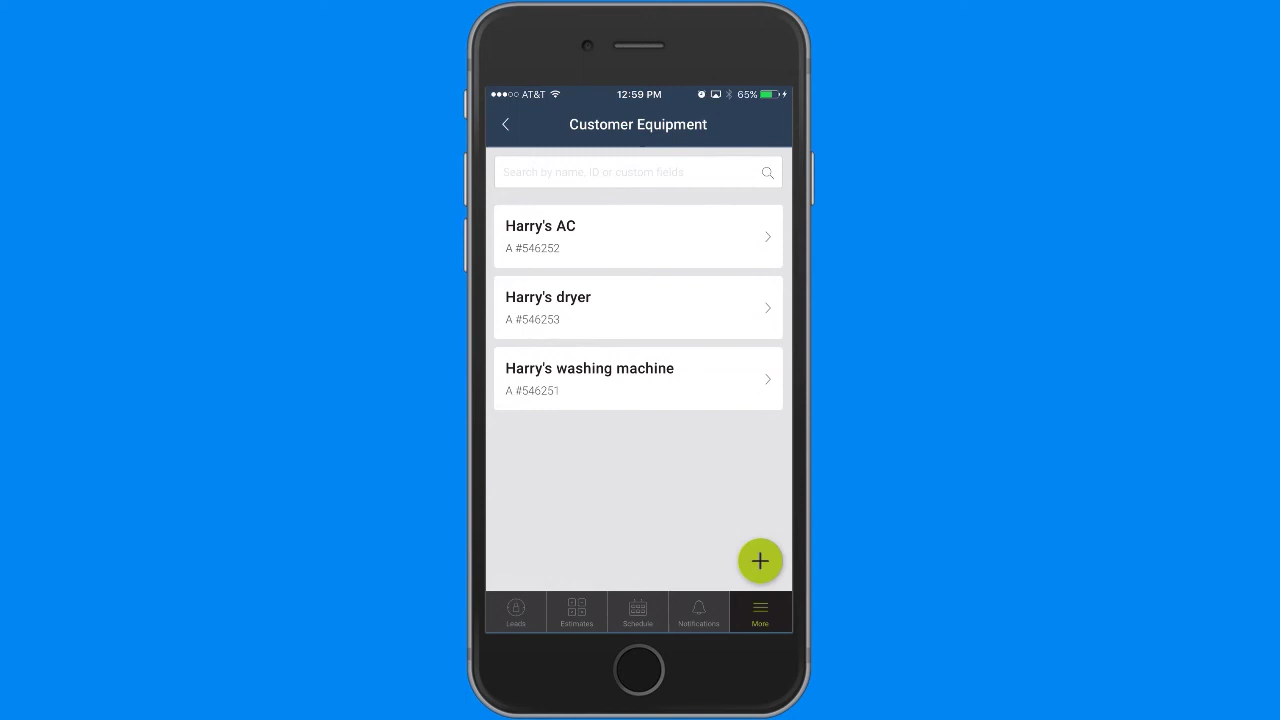 AT&T 12:59 PM 65%
Customer Equipment
Search by name, ID or custom fields
Harry's AC
A #546252
Harry's dryer
A #546253
Harry's washing machine
A #546251
Leads Estimates Schedule Notifications More